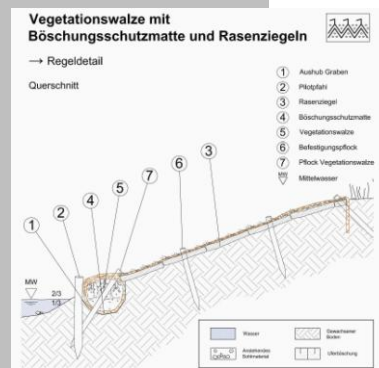 Vegetationswalze mit
Böschungsschutzmatte und Rasenziegeln
→ Regeldetail
Querschnitt
1 Aushub Graben
2 Pilotpfahl
3 Rasenziegel
4 Böschungsschutzmatte
5 Vegetationswalze
6 Befestigungspflock
7 Pflock Vegetationswalze
MW Mittelwasser
3
6
7
5
4
2
1
MW
2/3
1/3
Wasser
Gewachsener
Boden
Anstehendes
Sohlmaterial
Uferböschung